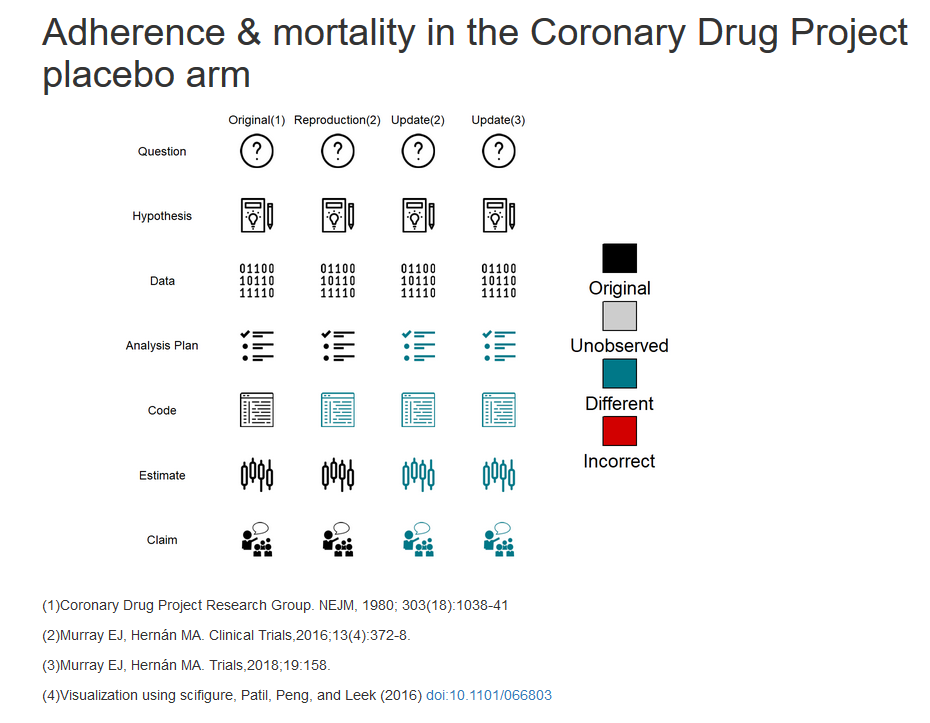 Adherence & mortality in the Coronary Drug Project
placebo arm
Original(1) Reproduction(2) Update(2) Update(3)
Question
? ? ? ?
Hypothesis
Data
01100 01100 01100 01100
10110 10110 10110 10110
11110 11110 11110 11110
Analysis Plan
Code
Estimate
Claim
Original
Unobserved
Different
Incorrect
(1)Coronary Drug Project Research Group. NEJM, 1980; 303(18):1038-41
(2)Murray EJ, Hernán MA. Clinical Trials,2016;13(4):372-8.
(3)Murray EJ, Hernán MA. Trials,2018;19:158.
(4)Visualization using scifigure, Patil, Peng, and Leek (2016) doi:10.1101/066803